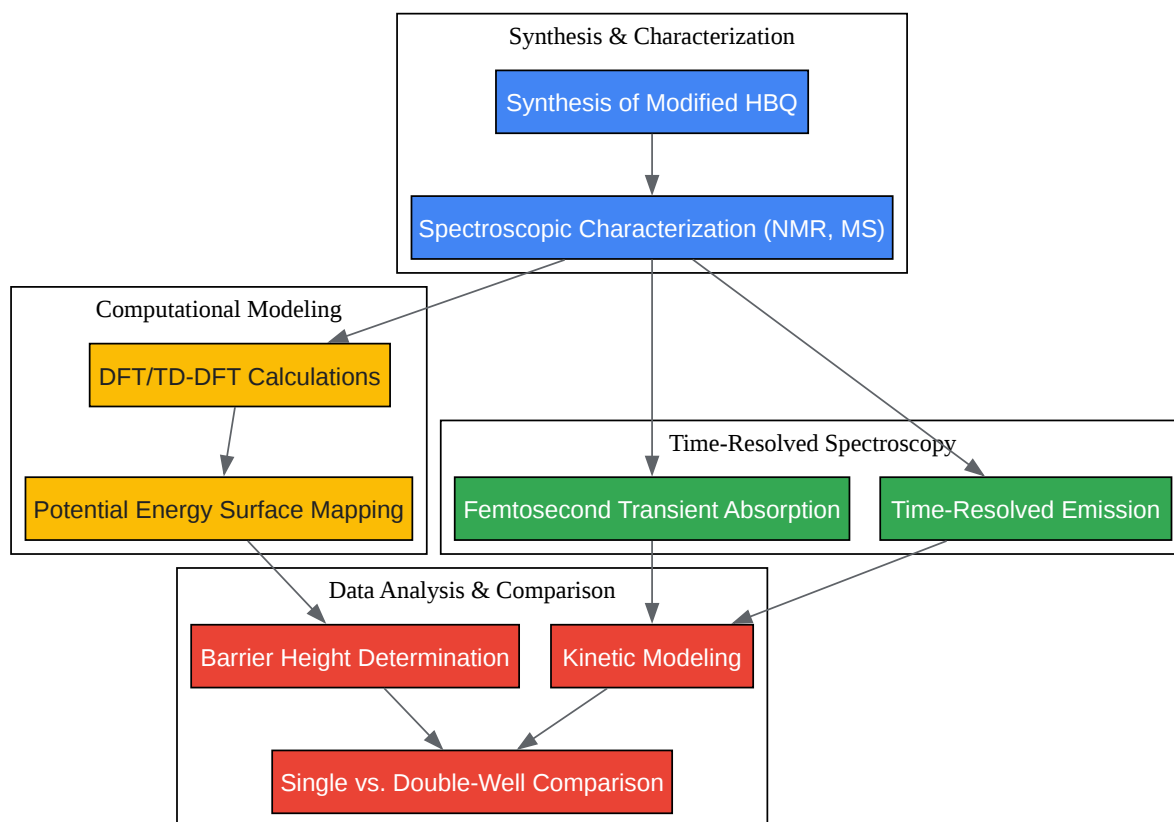 Synthesis & Characterization
Synthesis of Modified HBQ
Spectroscopic Characterization (NMR, MS)
Computational Modeling
DFT/TD-DFT Calculations
Potential Energy Surface Mapping
Time-Resolved Spectroscopy
Femtosecond Transient Absorption
Time-Resolved Emission
Data Analysis & Comparison
Barrier Height Determination
Kinetic Modeling
Single vs. Double-Well Comparison